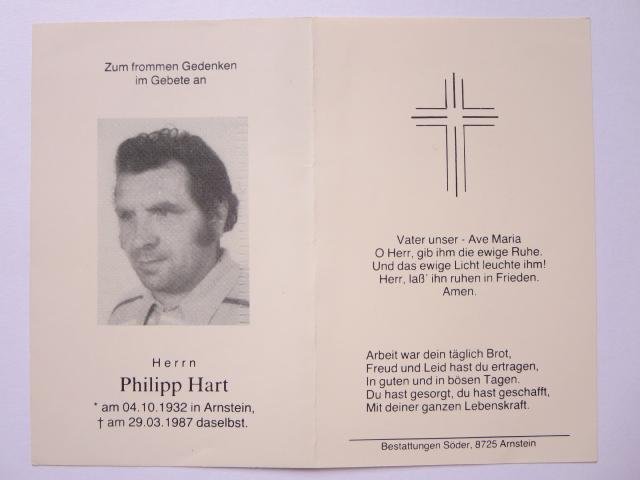 Zum frommen Gedenken
im Gebete an
Herrn
Philipp Hart
* am 04.10.1932 in Arnstein,
† am 29.03.1987 daselbst.
Vater unser - Ave Maria
O Herr, gib ihm die ewige Ruhe.
Und das ewige Licht leuchte ihm!
Herr, laß' ihn ruhen in Frieden.
Amen.
Arbeit war dein täglich Brot,
Freud und Leid hast du ertragen,
In guten und in bösen Tagen.
Du hast gesorgt, du hast geschafft,
Mit deiner ganzen Lebenskraft.
Bestattungen Söder, 8725 Arnstein